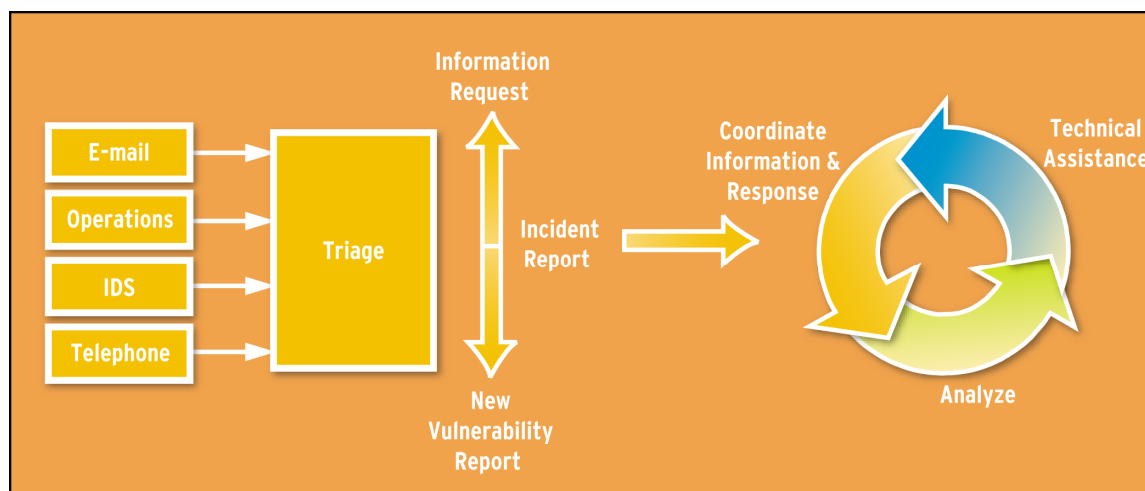 E-mail
Operations
IDS
Telephone
Triage
Information
Request
Incident
Report
New
Vulnerability
Report
Coordinate
Information &
Response
Technical
Assistance
Analyze